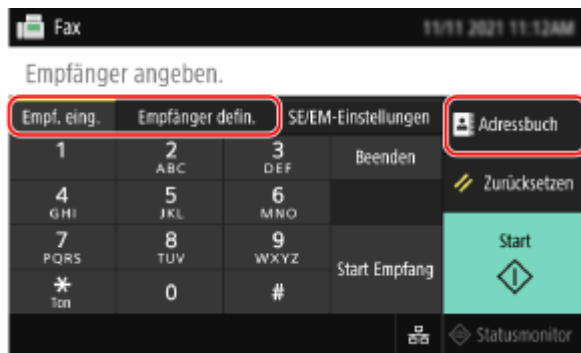 Fax 11/11 2021 11:12AM
Empfänger angeben.
Empf. eing. Empfänger defin. SE/EM-Einstellungen Adressbuch
1 2 ABC 3 DEF Beenden
4 GHI 5 JKL 6 MNO Zurücksetzen
7 PQRS 8 TUV 9 WXYZ Start Empfang Start
* Ton 0 #
Statusmonitor